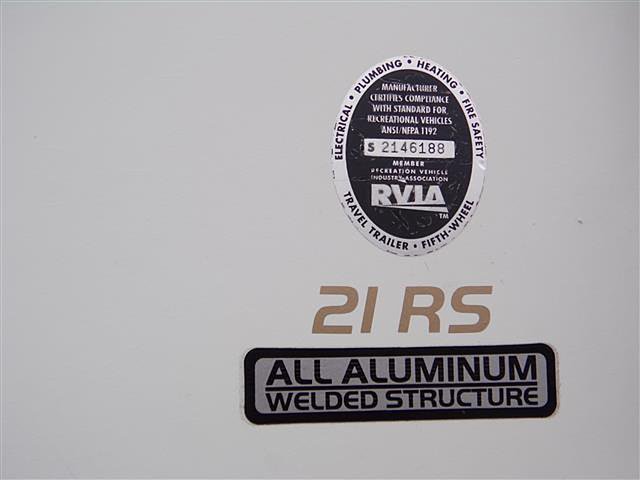 ELECTRICAL • PLUMBING • HEATING • FIRE SAFETY
MANUFACTURER
CERTIFIES COMPLIANCE
WITH STANDARD FOR
RECREATIONAL VEHICLES
ANSI/NFPA 1192
S 2146188
MEMBER
RECREATION VEHICLE
INDUSTRY ASSOCIATION
RVIA
TM
TRAVEL TRAILER • FIFTH-WHEEL
21 RS
ALL ALUMINUM
WELDED STRUCTURE